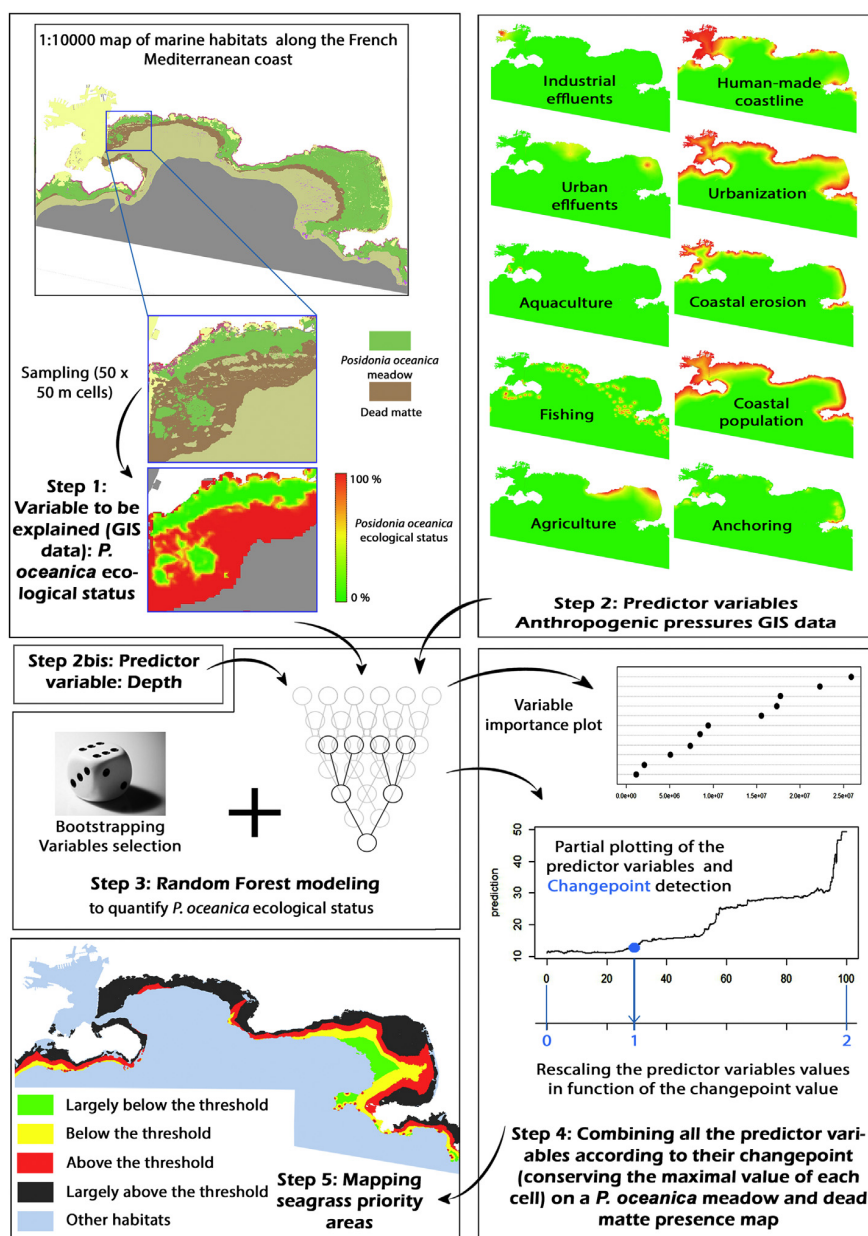 1:10000 map of marine habitats along the French
Mediterranean coast
Sampling (50 x
50 m cells)
Posidonia oceanica
meadow
Dead matte
Step 1:
Variable to be
explained (GIS
data): P.
oceanica eco-
logical status
100 %
Posidonia oceanica
ecological status
0 %
Industrial
effluents
Human-made
coastline
Urban
eflfuents
Urbanization
Aquaculture
Coastal erosion
Fishing
Coastal
population
Agriculture
Anchoring
Step 2: Predictor variables
Anthropogenic pressures GIS data
Step 2bis: Predictor
variable: Depth
Bootstrapping
Variables selection
+
Step 3: Random Forest modeling
to quantify P. oceanica ecological status
Variable
importance plot
0.0e+00 5.0e+06 1.0e+07 1.5e+07 2.0e+07 2.5e+07
Partial plotting of the
predictor variables and
Changepoint detection
prediction
50
40
30
20
10
0 20 40 60 80 100
0 1 2
Rescaling the predictor variables values
in function of the changepoint value
Step 4: Combining all the predictor vari-
ables according to their changepoint
(conserving the maximal value of each
cell) on a P. oceanica meadow and dead
matte presence map
Largely below the threshold
Below the threshold
Above the threshold
Largely above the threshold
Other habitats
Step 5: Mapping
seagrass priority
areas